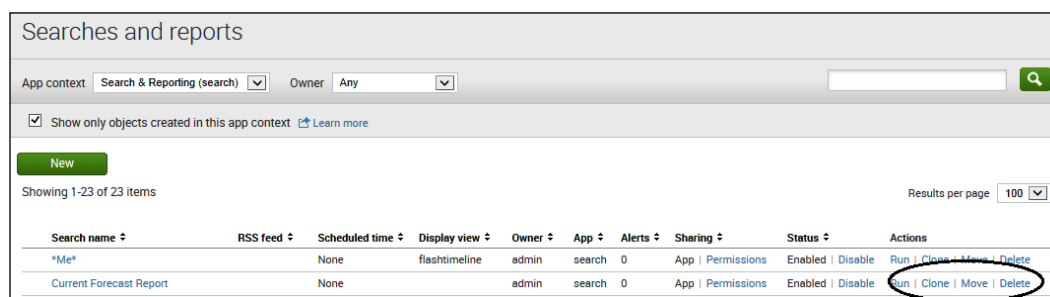 Searches and reports
App context Search & Reporting (search) Owner Any
Show only objects created in this app context Learn more
New
Showing 1-23 of 23 items
Results per page 100
Search name RSS feed Scheduled time Display view Owner App Alerts Sharing Status Actions
*Me* None flashtimeline admin search 0 App | Permissions Enabled | Disable Run | Clone | Move | Delete
Current Forecast Report None admin search 0 App | Permissions Enabled | Disable Run | Clone | Move | Delete